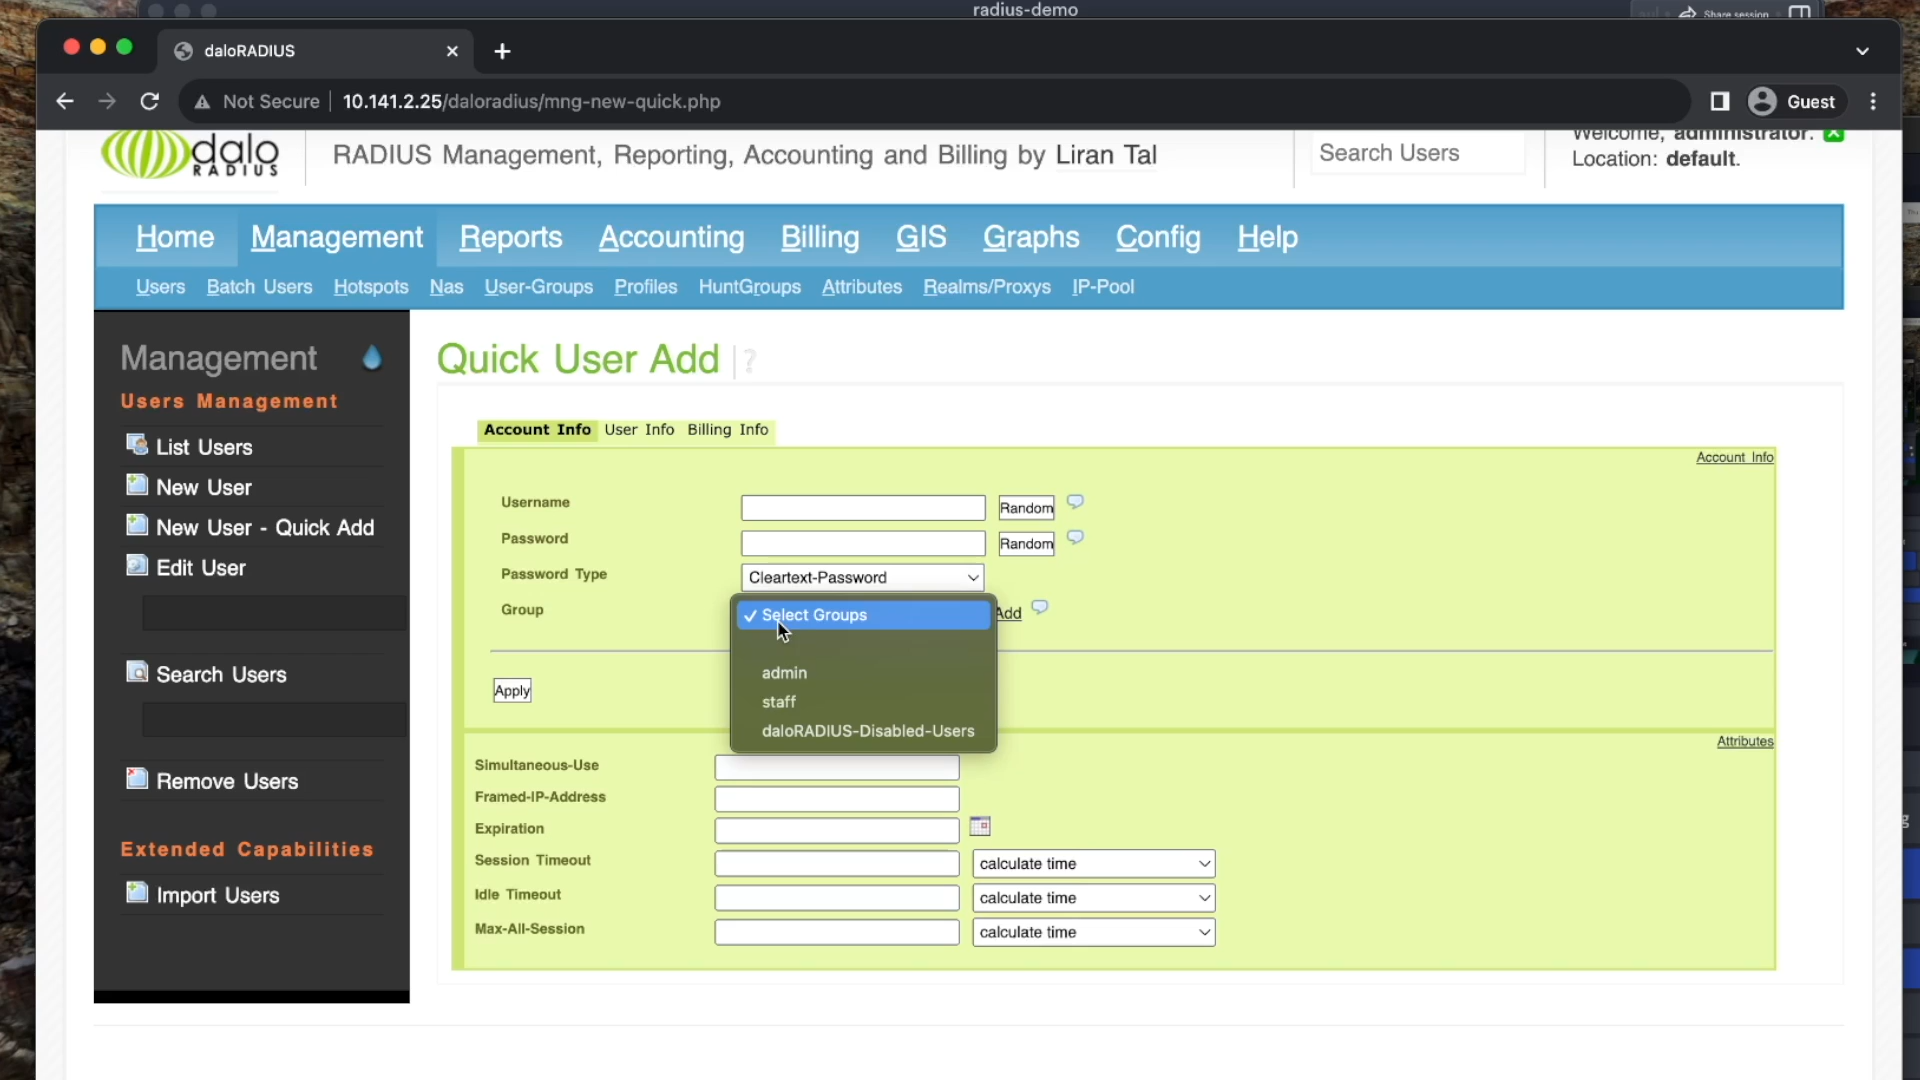 radius-demo
Share session
daloRADIUS
Not Secure 10.141.2.25/daloradius/mng-new-quick.php
Guest
dalo RADIUS
RADIUS Management, Reporting, Accounting and Billing by Liran Tal
Search Users
Welcome, administrator.
Location: default.
Home Management Reports Accounting Billing GIS Graphs Config Help
Users Batch Users Hotspots Nas User-Groups Profiles HuntGroups Attributes Realms/Proxys IP-Pool
Management
Users Management
List Users
New User
New User - Quick Add
Edit User
Search Users
Remove Users
Extended Capabilities
Import Users
Quick User Add ?
Account Info User Info Billing Info
Account Info
Username Random
Password Random
Password Type Cleartext-Password
Group Select Groups Add
admin
staff
daloRADIUS-Disabled-Users
Apply
Attributes
Simultaneous-Use
Framed-IP-Address
Expiration
Session Timeout calculate time
Idle Timeout calculate time
Max-All-Session calculate time